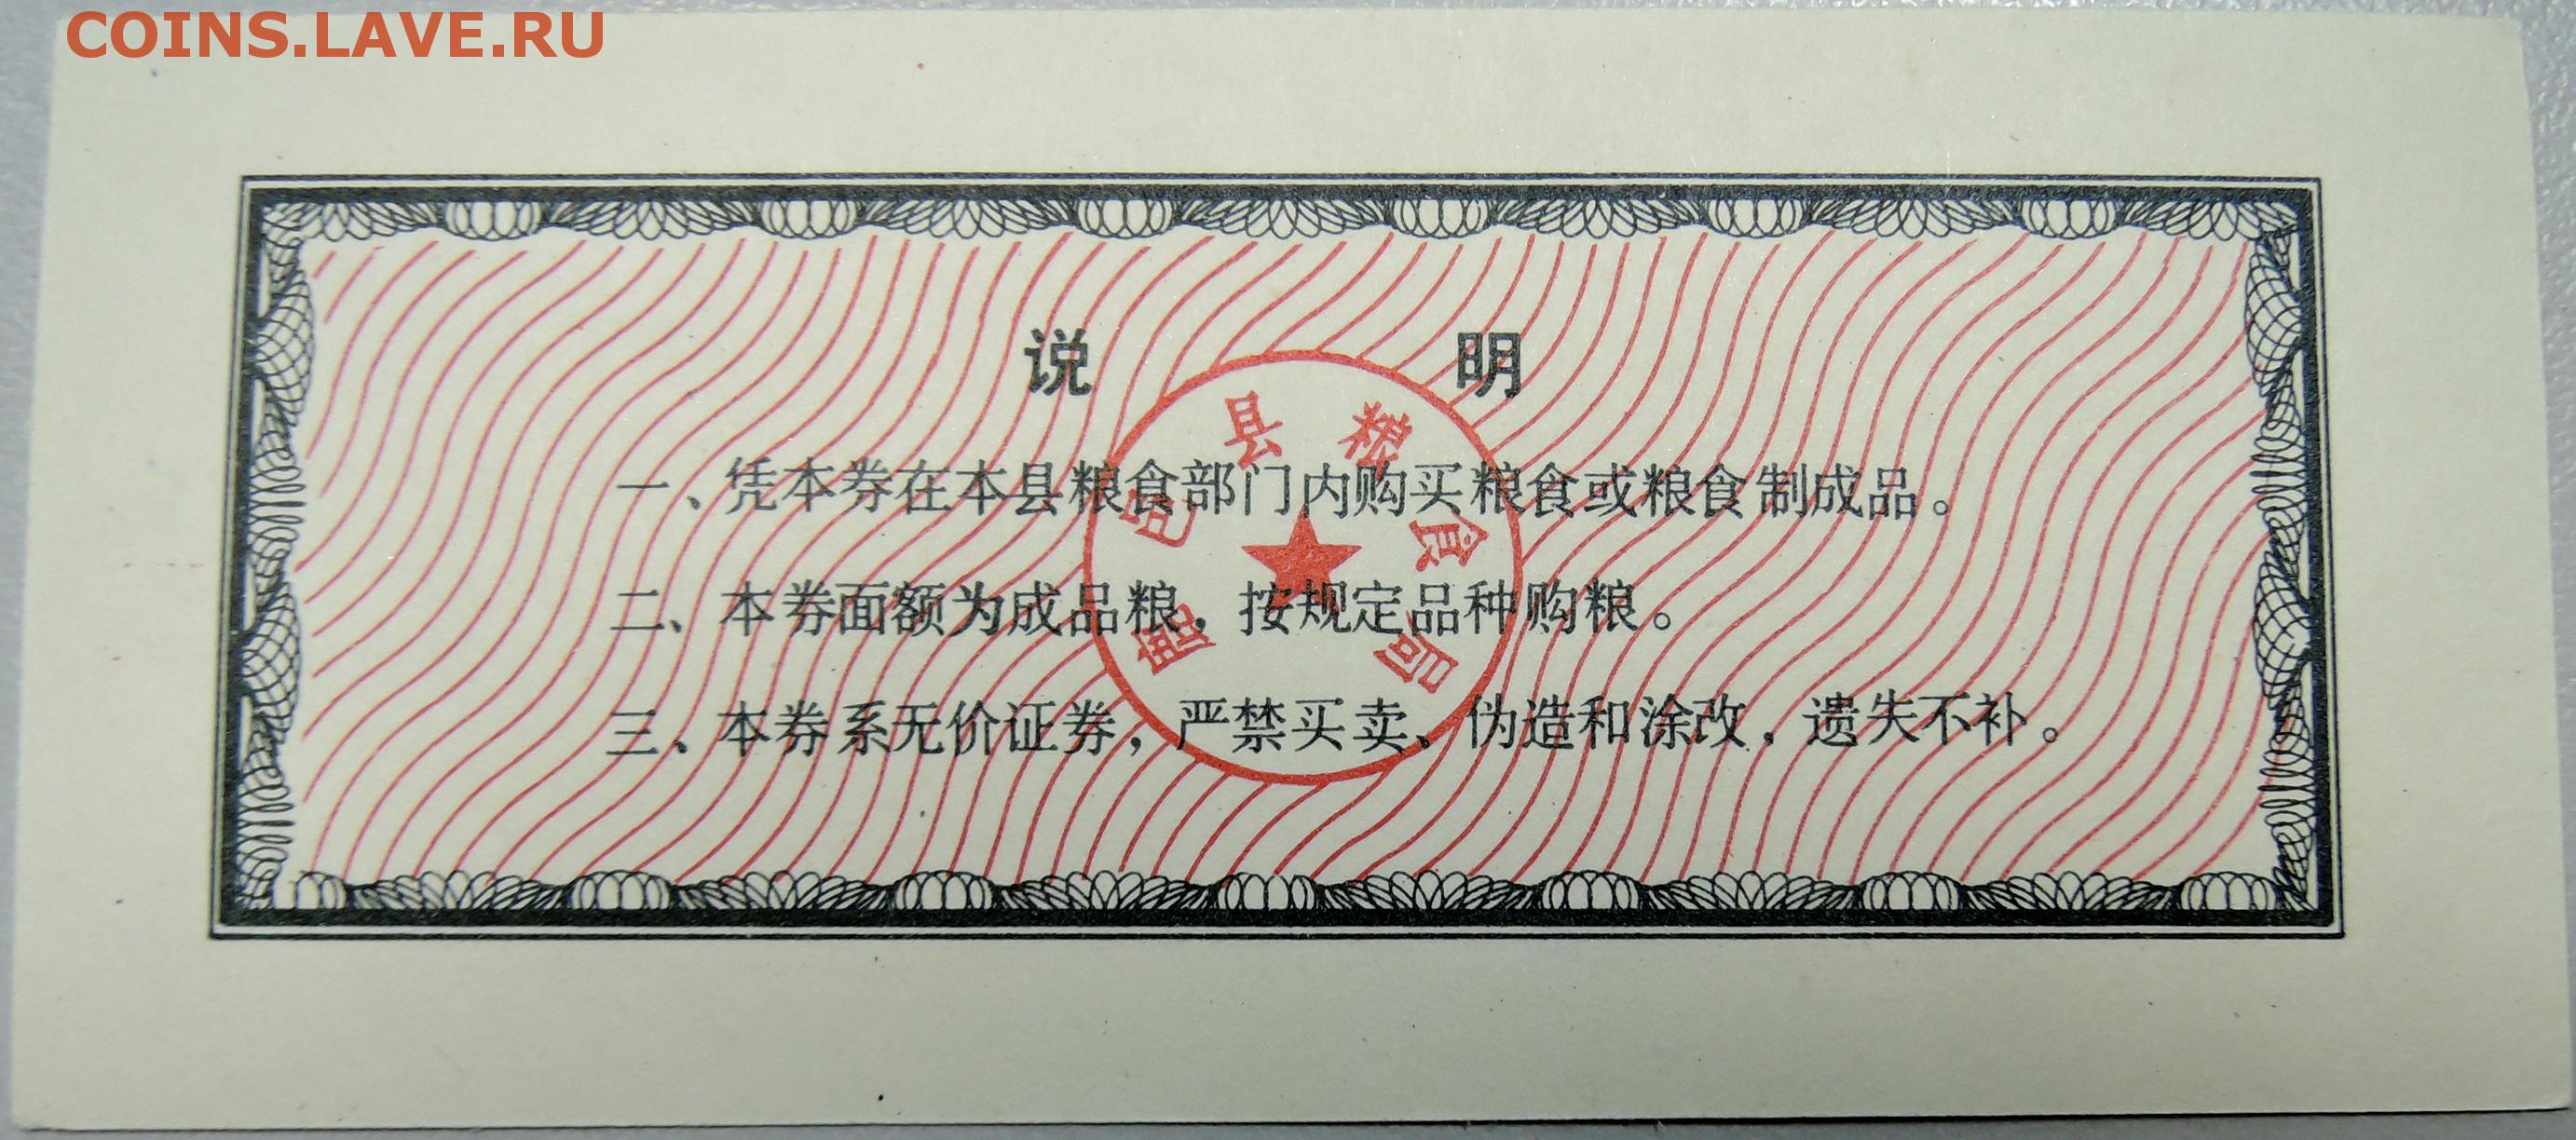 COINS.LAVE.RU
说 明
一、凭本券在本县粮食部门内购买粮食或粮食制成品。
二、本券面额为成品粮，按规定品种购粮。
三、本券系无价证券，严禁买卖、伪造和涂改，遗失不补。
县粮食局